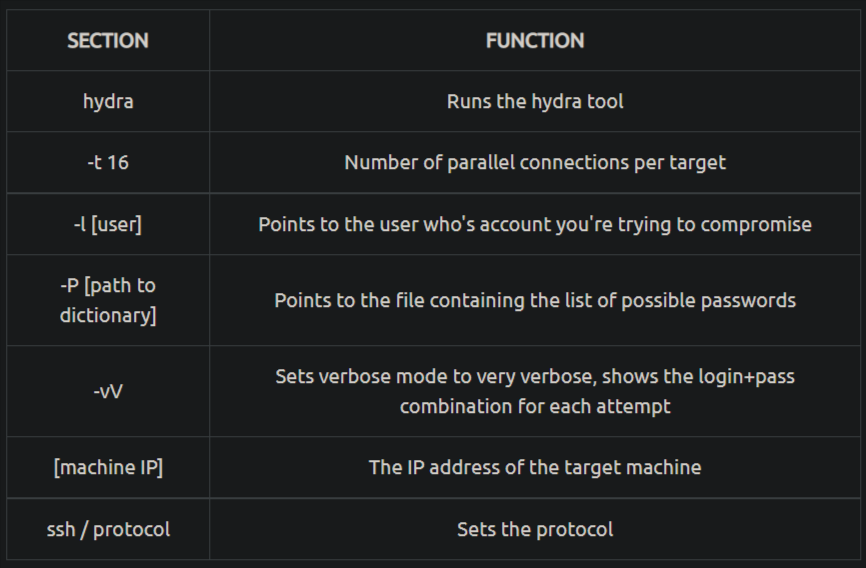 SECTION FUNCTION
hydra Runs the hydra tool
-t 16 Number of parallel connections per target
-l [user] Points to the user who's account you're trying to compromise
-P [path to
dictionary] Points to the file containing the list of possible passwords
-vV Sets verbose mode to very verbose, shows the login+pass
combination for each attempt
[machine IP] The IP address of the target machine
ssh / protocol Sets the protocol